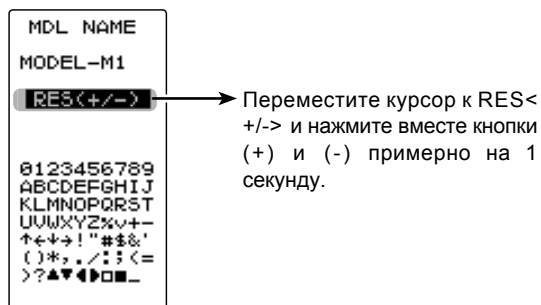 MDL NAME
MODEL-M1
RES(+/-)
Переместите курсор к RES<
+/-> и нажмите вместе кнопки
(+) и (-) примерно на 1
секунду.
0123456789
ABCDEFGHIJ
KLMNOPQRST
UVWXYZ%v+-
↑←↓→!"#$&'
()*,./:;<=
>?▲▼◀▶□■_